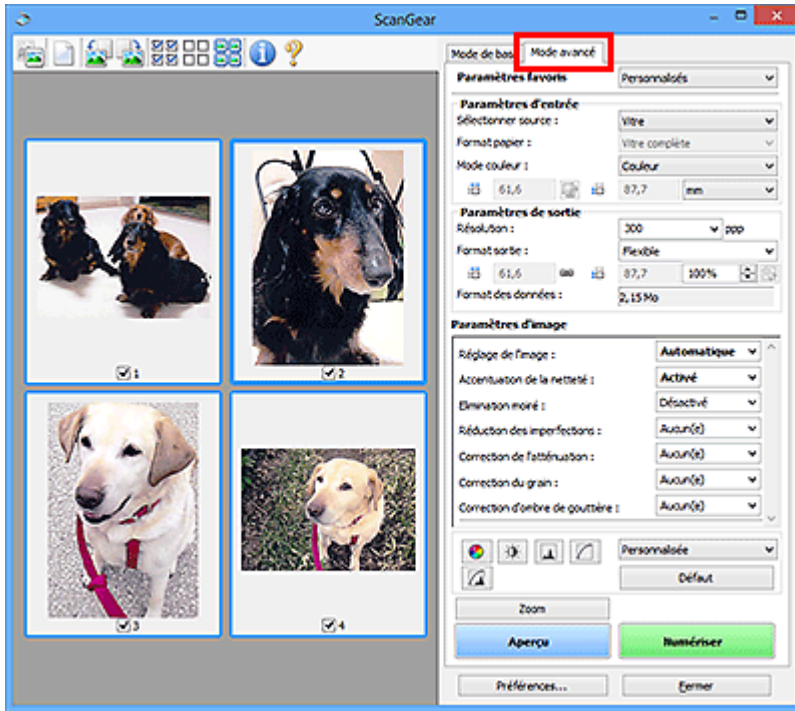 ScanGear
Mode de base Mode avancé
Paramètres favoris Personnalisés
Paramètres d'entrée
Sélectionner source : Vitre
Format papier : Vitre complète
Mode couleur : Couleur
61,6 87,7 mm
Paramètres de sortie
Résolution : 300 ppp
Format sortie : Flexible
61,6 87,7 100%
Format des données : 2,15 Mo
Paramètres d'image
Réglage de l'image : Automatique
Accentuation de la netteté : Activé
Elimination moiré : Désactivé
Réduction des imperfections : Aucun(e)
Correction de l'atténuation : Aucun(e)
Correction du grain : Aucun(e)
Correction d'ombre de gouttière : Aucun(e)
1
2
3
4
Personnalisée
Défaut
Zoom
Aperçu Numériser
Préférences... Fermer